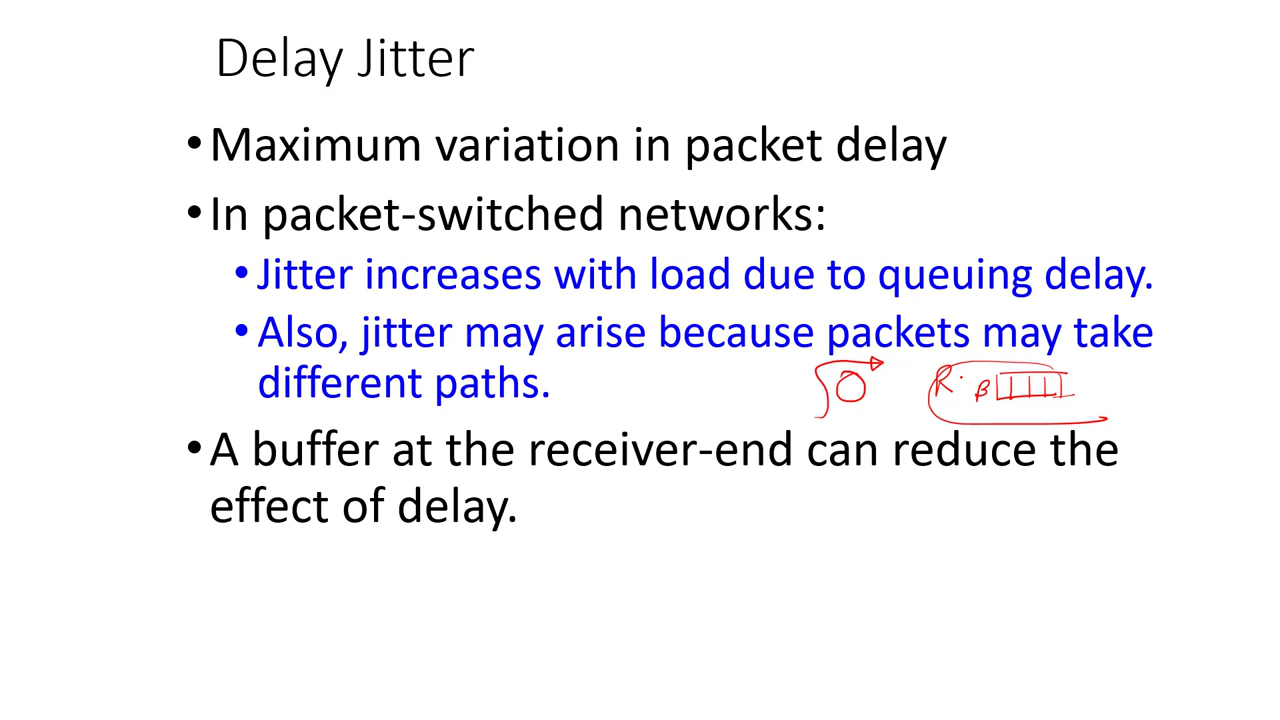 Delay Jitter
•Maximum variation in packet delay
•In packet-switched networks:
•Jitter increases with load due to queuing delay.
•Also, jitter may arise because packets may take
different paths.
R. B
•A buffer at the receiver-end can reduce the
effect of delay.